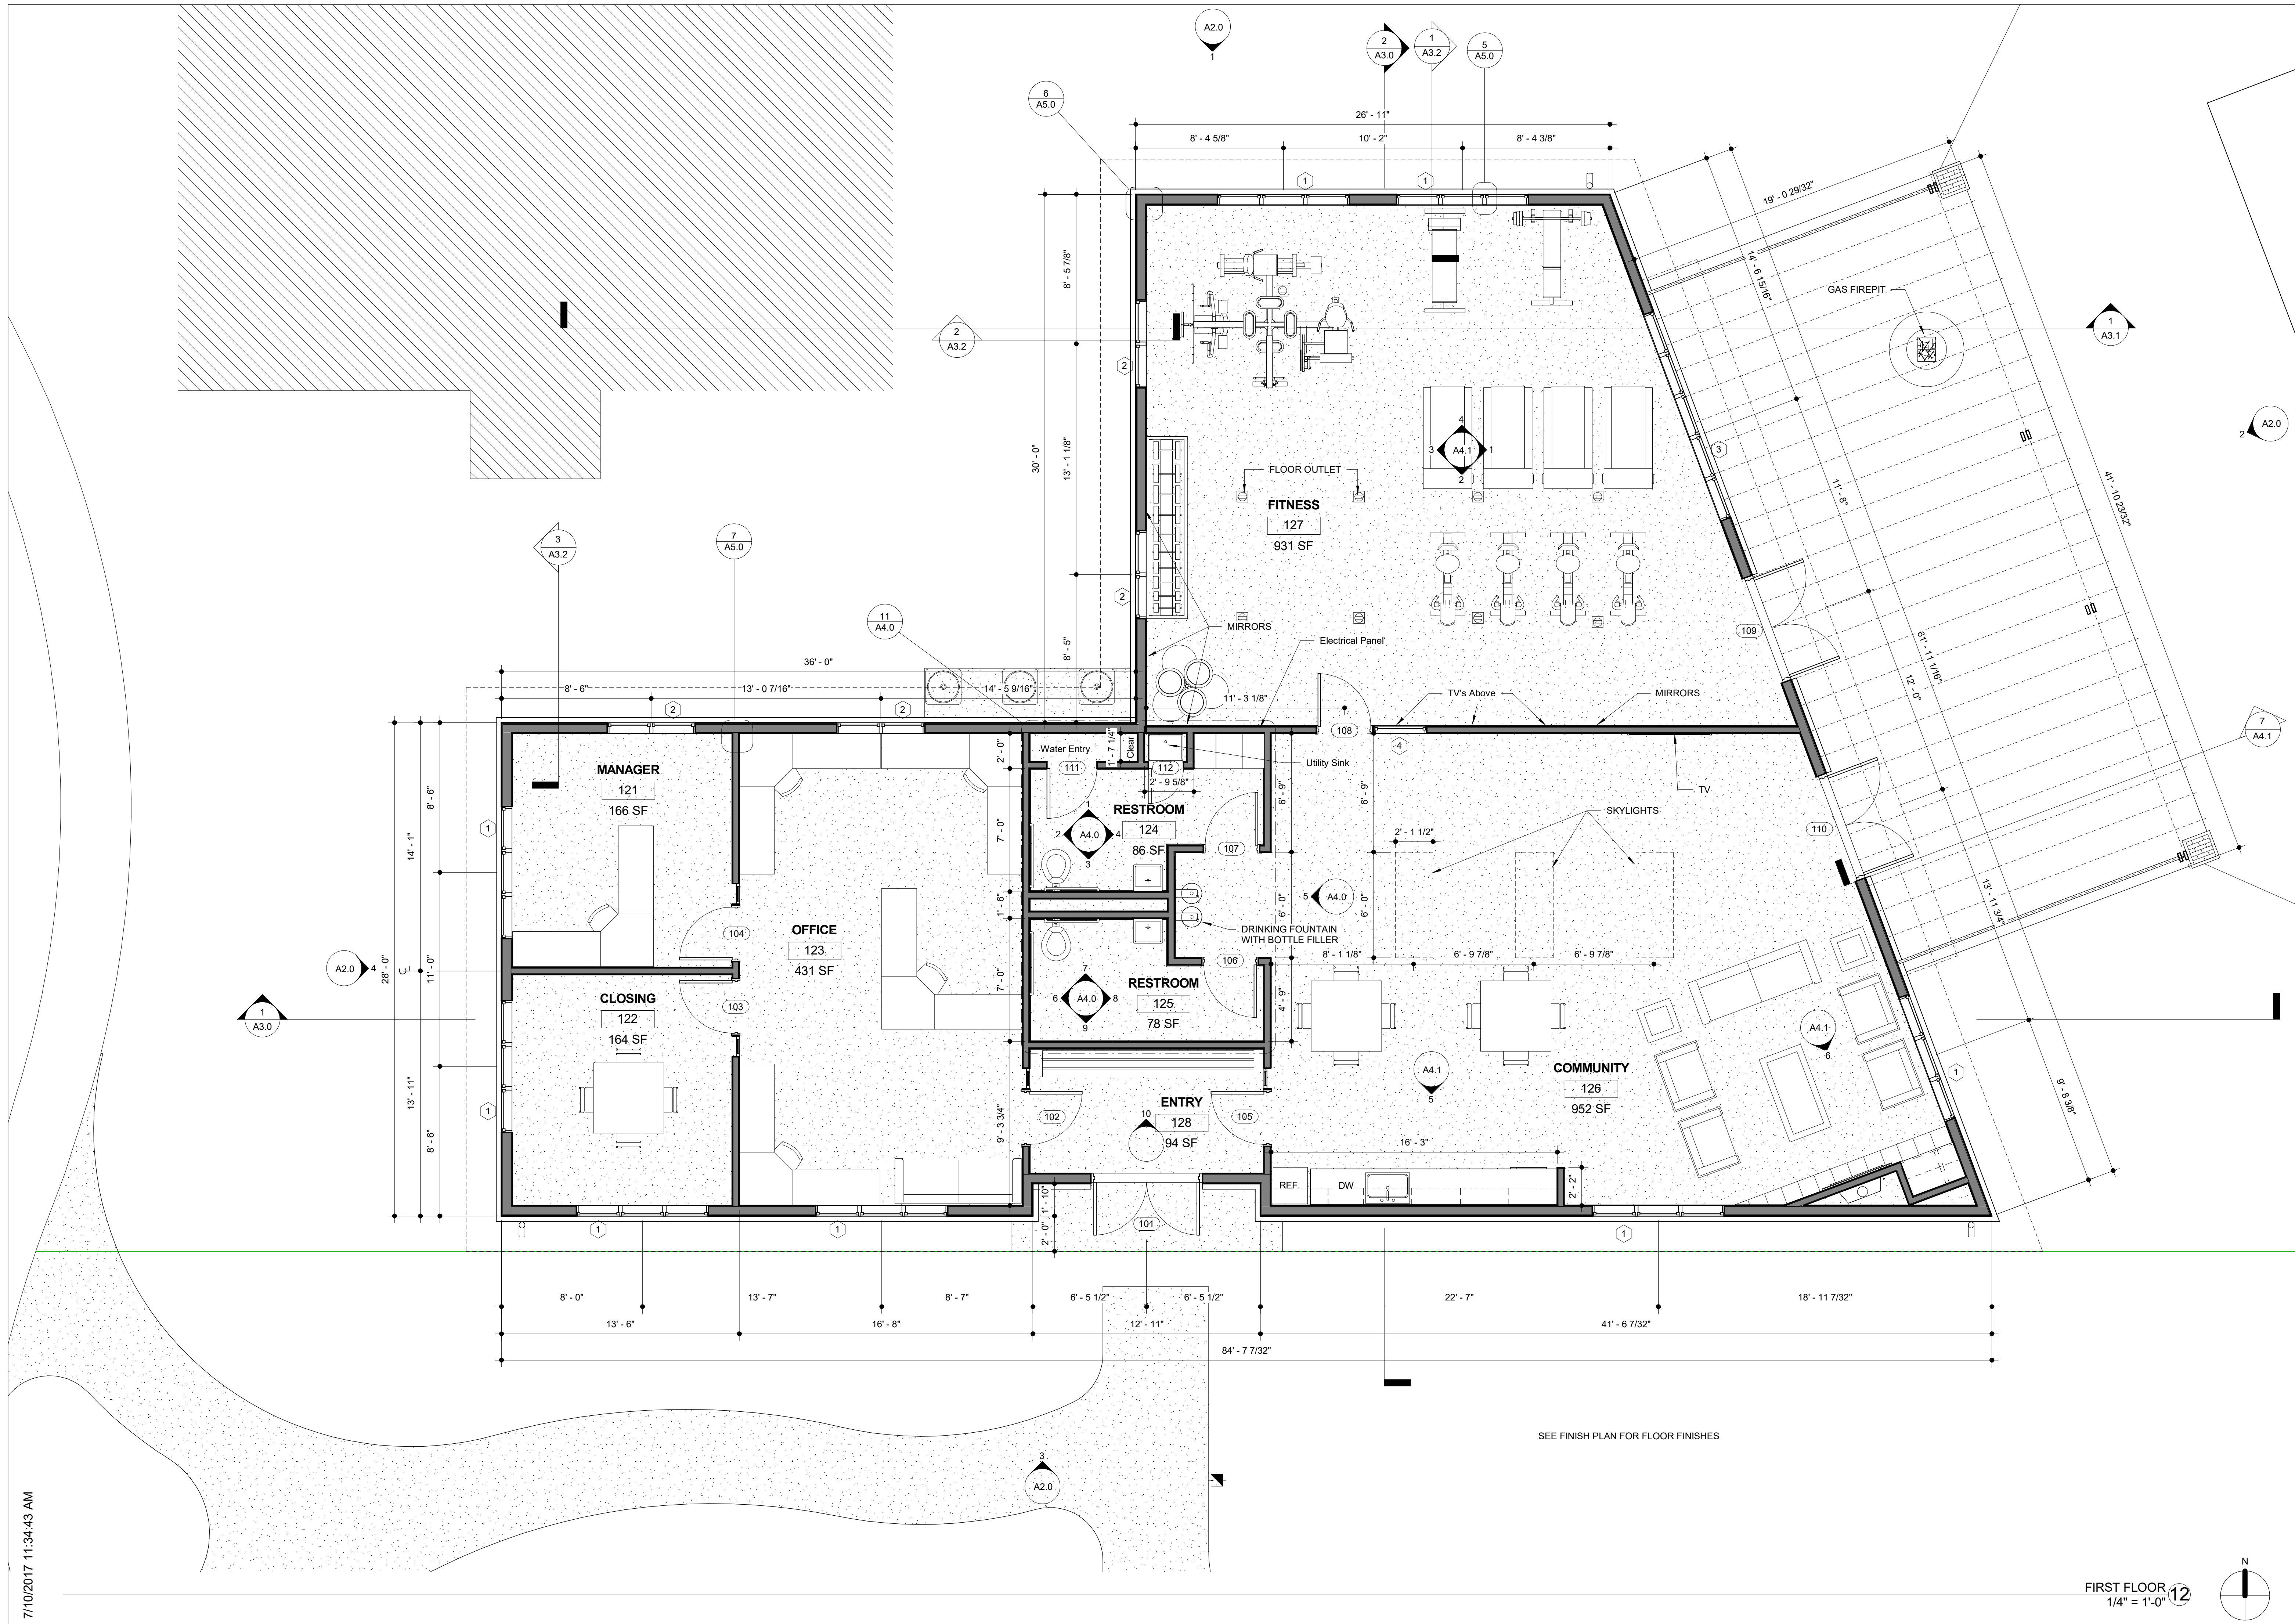 A2.0
1
2
A3.0
1
A3.2
5
A5.0
6
A5.0
26' - 11"
8' - 4 5/8"
10' - 2"
8' - 4 3/8"
1
1
19' - 0 29/32"
14' - 6 15/16"
GAS FIREPIT
1
A3.1
8' - 5 7/8"
2
A3.2
2
A2.0
2
30' - 0"
13' - 1 1/8"
4
3
A4.1
1
2
3
FLOOR OUTLET
FITNESS
127
931 SF
11' - 8"
41' - 10 23/32"
3
A3.2
7
A5.0
2
11
A4.0
MIRRORS
Electrical Panel
109
61' - 11 1/16"
8' - 5"
36' - 0"
8' - 6"
13' - 0 7/16"
14' - 5 9/16"
11' - 3 1/8"
TV's Above
MIRRORS
12' - 0"
2
2
108
4
7
A4.1
Water Entry
1' - 7 1/4"
Clear
2' - 0"
111
112
Utility Sink
2' - 9 5/8"
MANAGER
121
166 SF
8' - 6"
6' - 9"
6' - 9"
TV
SKYLIGHTS
RESTROOM
124
86 SF
1
2
A4.0
4
3
7' - 0"
107
2' - 1 1/2"
110
1
14' - 1"
1' - 6"
6' - 0"
5
A4.0
6' - 0"
13' - 11 3/4"
104
OFFICE
123
431 SF
DRINKING FOUNTAIN
WITH BOTTLE FILLER
106
8' - 1 1/8"
6' - 9 7/8"
6' - 9 7/8"
A2.0
4
28' - 0"
CL
11' - 0"
7' - 0"
7
6
A4.0
8
9
RESTROOM
125
78 SF
4' - 9"
CLOSING
122
164 SF
103
1
A3.0
A4.1
6
A4.1
5
COMMUNITY
126
952 SF
1
13' - 11"
1
8' - 6"
9' - 3 3/4"
102
ENTRY
10
128
94 SF
105
9' - 8 3/8"
16' - 3"
REF.
DW
2' - 2"
1' - 10"
2' - 0"
101
1
1
1
8' - 0"
13' - 7"
8' - 7"
6' - 5 1/2"
6' - 5 1/2"
22' - 7"
18' - 11 7/32"
13' - 6"
16' - 8"
12' - 11"
41' - 6 7/32"
84' - 7 7/32"
SEE FINISH PLAN FOR FLOOR FINISHES
3
A2.0
7/10/2017 11:34:43 AM
FIRST FLOOR
1/4" = 1'-0"
12
N